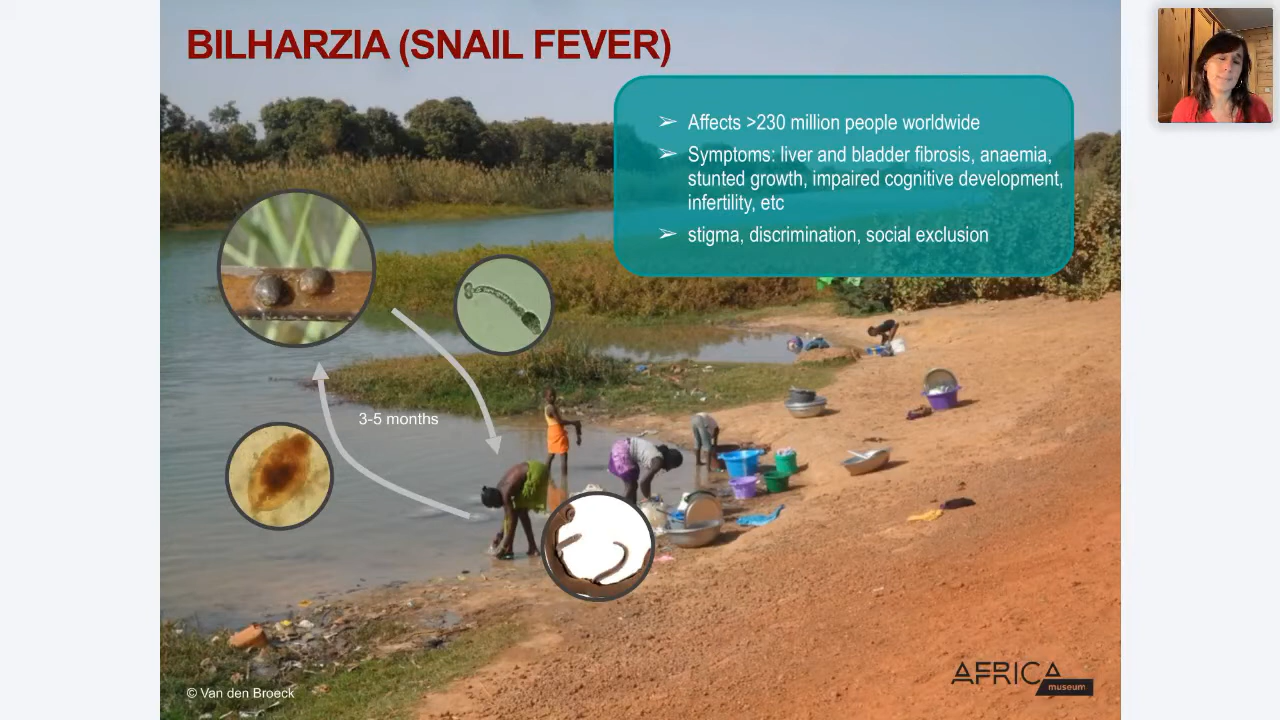 BILHARZIA (SNAIL FEVER)
➢ Affects >230 million people worldwide
➢ Symptoms: liver and bladder fibrosis, anaemia,
stunted growth, impaired cognitive development,
infertility, etc
➢ stigma, discrimination, social exclusion
3-5 months
© Van den Broeck
AFRICA
museum